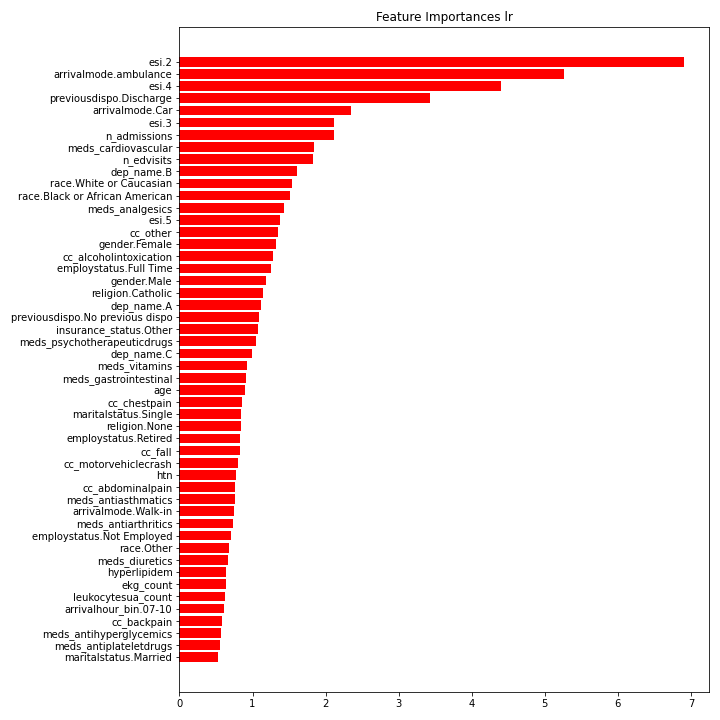 Feature Importances lr
esi.2
arrivalmode.ambulance
esi.4
previousdispo.Discharge
arrivalmode.Car
esi.3
n_admissions
meds_cardiovascular
n_edvisits
dep_name.B
race.White or Caucasian
race.Black or African American
meds_analgesics
esi.5
cc_other
gender.Female
cc_alcoholintoxication
employstatus.Full Time
gender.Male
religion.Catholic
dep_name.A
previousdispo.No previous dispo
insurance_status.Other
meds_psychotherapeuticdrugs
dep_name.C
meds_vitamins
meds_gastrointestinal
age
cc_chestpain
maritalstatus.Single
religion.None
employstatus.Retired
cc_fall
cc_motorvehiclecrash
htn
cc_abdominalpain
meds_antiasthmatics
arrivalmode.Walk-in
meds_antiarthritics
employstatus.Not Employed
race.Other
meds_diuretics
hyperlipidem
ekg_count
leukocytesua_count
arrivalhour_bin.07-10
cc_backpain
meds_antihyperglycemics
meds_antiplateletdrugs
maritalstatus.Married
0 1 2 3 4 5 6 7